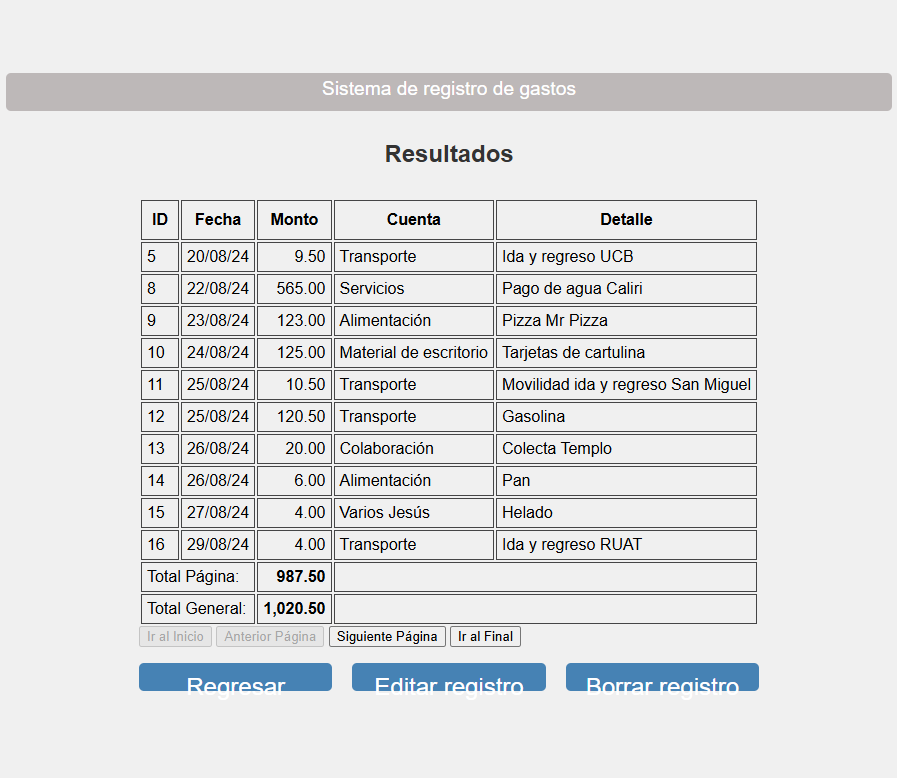 Sistema de registro de gastos
Resultados
ID Fecha Monto Cuenta Detalle
5 20/08/24 9.50 Transporte Ida y regreso UCB
8 22/08/24 565.00 Servicios Pago de agua Caliri
9 23/08/24 123.00 Alimentación Pizza Mr Pizza
10 24/08/24 125.00 Material de escritorio Tarjetas de cartulina
11 25/08/24 10.50 Transporte Movilidad ida y regreso San Miguel
12 25/08/24 120.50 Transporte Gasolina
13 26/08/24 20.00 Colaboración Colecta Templo
14 26/08/24 6.00 Alimentación Pan
15 27/08/24 4.00 Varios Jesús Helado
16 29/08/24 4.00 Transporte Ida y regreso RUAT
Total Página: 987.50
Total General: 1,020.50
Ir al Inicio Anterior Página Siguiente Página Ir al Final
Regresar Editar registro Borrar registro